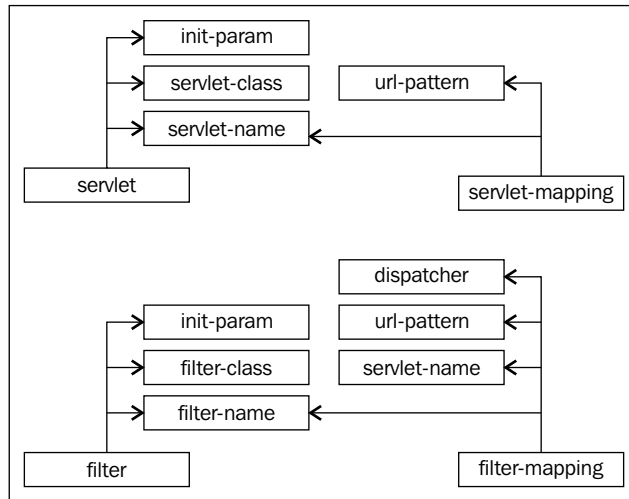 init-param
servlet-class
url-pattern
servlet-name
servlet
servlet-mapping
dispatcher
init-param
url-pattern
filter-class
servlet-name
filter-name
filter
filter-mapping